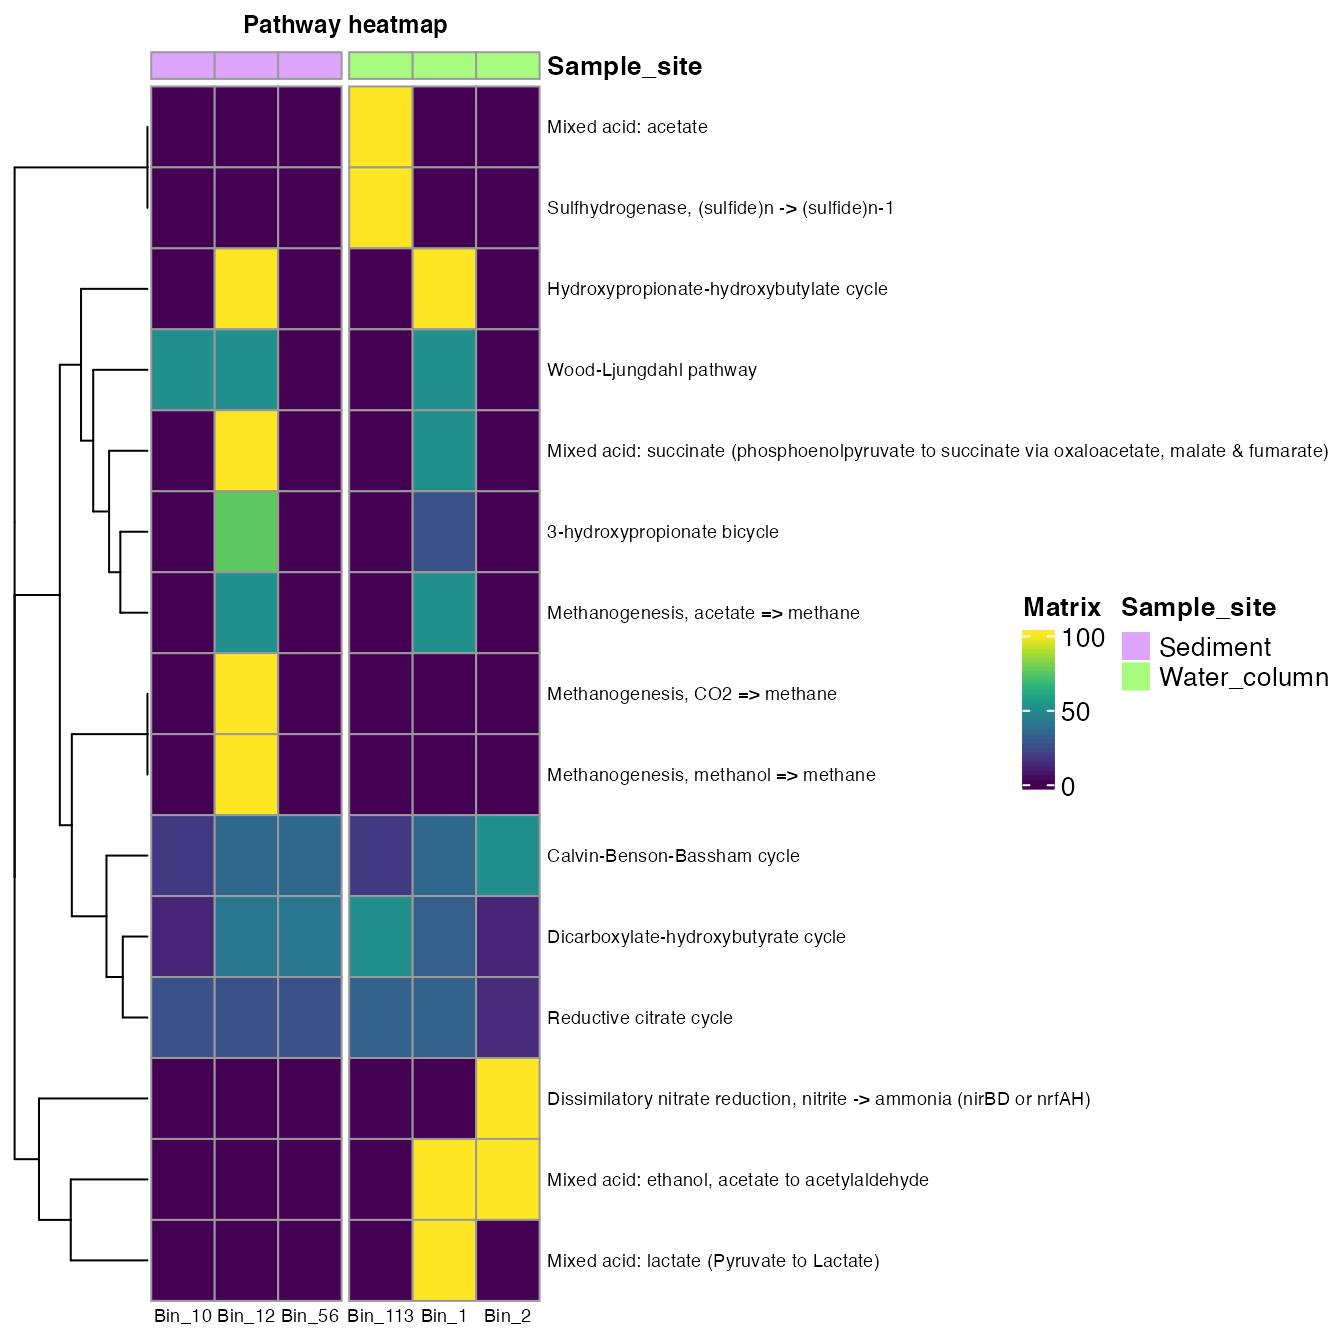 Pathway heatmap
Sample_site
Mixed acid: acetate
Sulfhydrogenase, (sulfide)n -> (sulfide)n-1
Hydroxypropionate-hydroxybutylate cycle
Wood-Ljungdahl pathway
Mixed acid: succinate (phosphoenolpyruvate to succinate via oxaloacetate, malate & fumarate)
3-hydroxypropionate bicycle
Methanogenesis, acetate => methane
Methanogenesis, CO2 => methane
Methanogenesis, methanol => methane
Calvin-Benson-Bassham cycle
Dicarboxylate-hydroxybutyrate cycle
Reductive citrate cycle
Dissimilatory nitrate reduction, nitrite -> ammonia (nirBD or nrfAH)
Mixed acid: ethanol, acetate to acetylaldehyde
Mixed acid: lactate (Pyruvate to Lactate)
Bin_10 Bin_12 Bin_56 Bin_113 Bin_1 Bin_2
Matrix
100
50
0
Sample_site
Sediment
Water_column